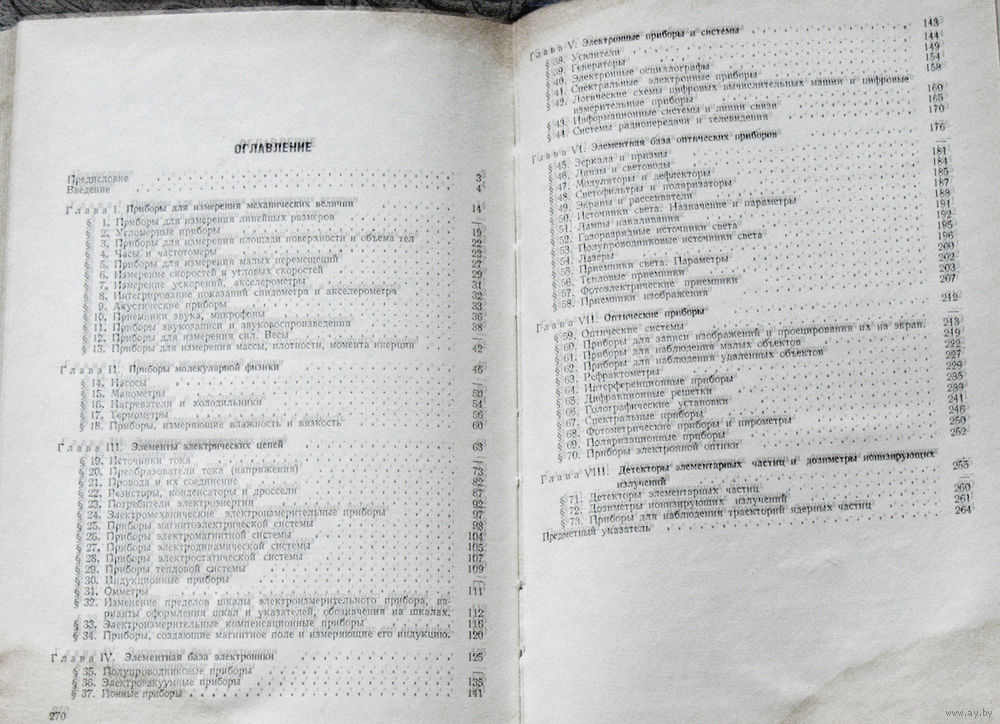 ОГЛАВЛЕНИЕ
Предисловие 3
Введение 4
Глава I. Приборы для измерения механических величин 14
§ 1. Приборы для измерения линейных размеров —
§ 2. Угломерные приборы 19
§ 3. Приборы для измерения площади поверхности и объема тел 22
§ 4. Часы и частотомеры 23
§ 5. Приборы для измерения малых перемещений 27
§ 6. Измерение скоростей и угловых скоростей 29
§ 7. Измерение ускорений, акселерометры 31
§ 8. Интегрирование показаний спидометра и акселерометра 32
§ 9. Акустические приборы 33
§ 10. Приемники звука, микрофоны 36
§ 11. Приборы звукозаписи и звуковоспроизведения 38
§ 12. Приборы для измерения сил. Весы —
§ 13. Приборы для измерения массы, плотности, момента инерции 42
Глава II. Приборы молекулярной физики 46
§ 14. Насосы —
§ 15. Манометры 50
§ 16. Нагреватели и холодильники 54
§ 17. Термометры 56
§ 18. Приборы, измеряющие влажность и вязкость 60
Глава III. Элементы электрических цепей 63
§ 19. Источники тока —
§ 20. Преобразователи тока (напряжения) 73
§ 21. Провода и их соединение 82
§ 22. Резисторы, конденсаторы и дроссели 87
§ 23. Потребители электроэнергии 92
§ 24. Электромеханические электроизмерительные приборы 97
§ 25. Приборы магнитоэлектрической системы 98
§ 26. Приборы электромагнитной системы 104
§ 27. Приборы электродинамической системы 105
§ 28. Приборы электростатической системы 107
§ 29. Приборы тепловой системы 109
§ 30. Индукционные приборы —
§ 31. Омметры 111
§ 32. Изменение пределов шкалы электроизмерительного прибора, ва-
рианты оформления шкал и указателей, обозначения на шкалах. 112
§ 33. Электроизмерительные компенсационные приборы 116
§ 34. Приборы, создающие магнитное поле и измеряющие его индукцию. 120
Глава IV. Элементная база электроники 125
§ 35. Полупроводниковые приборы —
§ 36. Электровакуумные приборы 135
§ 37. Ионные приборы 141
270
Глава V. Электронные приборы и системы 143
§ 38. Усилители 144
§ 39. Генераторы 149
§ 40. Электронные осциллографы 154
§ 41. Спектральные электронные приборы 158
§ 42. Логические схемы цифровых вычислительных машин и цифровые
измерительные приборы 160
§ 43. Информационные системы и линии связи 165
§ 44. Системы радиопередачи и телевидения 170
Глава VI. Элементная база оптических приборов 176
§ 45. Зеркала и призмы —
§ 46. Линзы и световоды 181
§ 47. Модуляторы и дефлекторы 184
§ 48. Светофильтры и поляризаторы 185
§ 49. Экраны и рассеиватели 187
§ 50. Источники света. Назначение и параметры 188
§ 51. Лампы накаливания 191
§ 52. Газоразрядные источники света 192
§ 53. Полупроводниковые источники света 195
§ 54. Лазеры 196
§ 55. Приемники света. Параметры 200
§ 56. Тепловые приемники 202
§ 57. Фотоэлектрические приемники 203
§ 58. Приемники изображения 207
Глава VII. Оптические приборы 212
§ 59. Оптические системы —
§ 60. Приборы для записи изображений и проецирования их на экран. 213
§ 61. Приборы для наблюдения малых объектов 219
§ 62. Приборы для наблюдения удаленных объектов 222
§ 63. Рефрактометры 227
§ 64. Интерференционные приборы 229
§ 65. Дифракционные решетки 235
§ 66. Голографические установки 239
§ 67. Спектральные приборы 241
§ 68. Фотометрические приборы и пирометры 246
§ 69. Поляризационные приборы 250
§ 70. Приборы электронной оптики 252
Глава VIII. Детекторы элементарных частиц и дозиметры ионизирующих
излучений 255
§ 71. Детекторы элементарных частиц —
§ 72. Дозиметры ионизирующих излучений 260
§ 73. Приборы для наблюдения траекторий ядерных частиц 261
Предметный указатель 264
www.ay.by